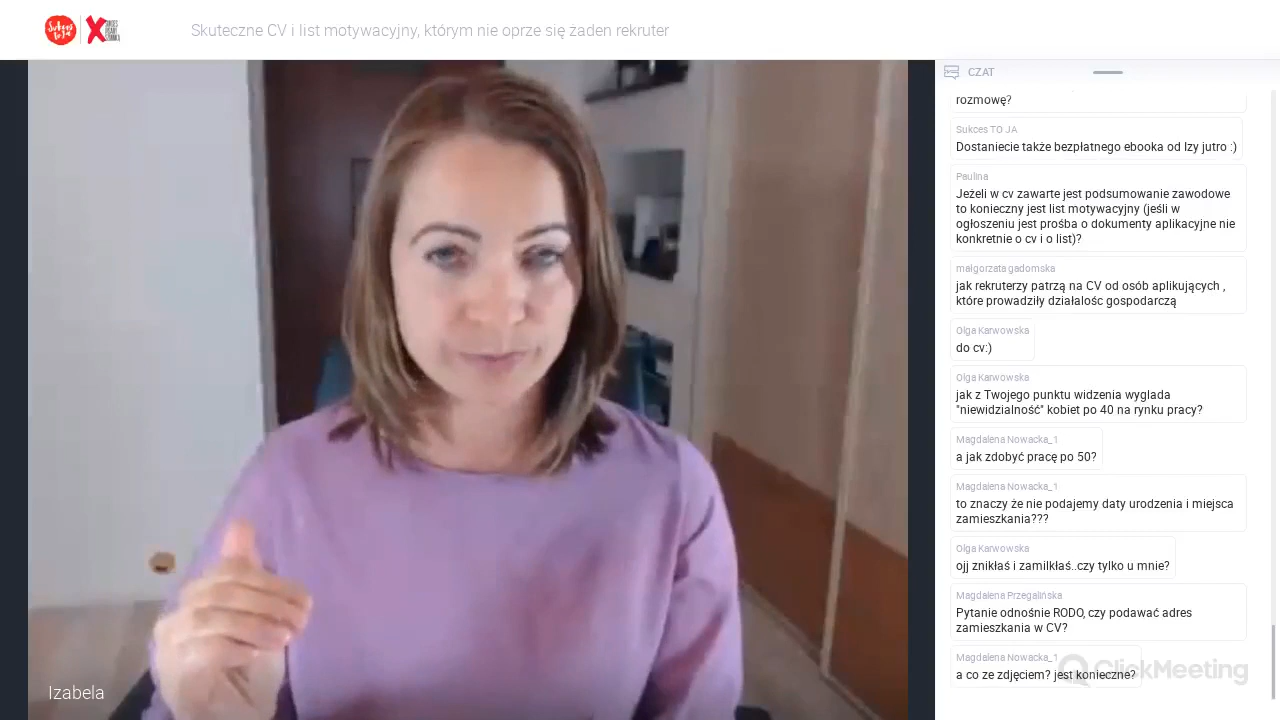 Sukces to Ja
SUKCES
Skuteczne CV i list motywacyjny, którym nie oprze się żaden rekruter
CZAT
rozmowę?
Sukces TO JA
Dostaniecie także bezpłatnego ebooka od Izy jutro :)
Paulina
Jeżeli w cv zawarte jest podsumowanie zawodowe
to konieczny jest list motywacyjny (jeśli w
ogłoszeniu jest prośba o dokumenty aplikacyjne nie
konkretnie o cv i o list)?
małgorzata gadomska
jak rekruterzy patrzą na CV od osób aplikujących ,
które prowadziły działalośc gospodarczą
Olga Karwowska
do cv:)
Olga Karwowska
jak z Twojego punktu widzenia wyglada
"niewidzialność" kobiet po 40 na rynku pracy?
Magdalena Nowacka_1
a jak zdobyć pracę po 50?
Magdalena Nowacka_1
to znaczy że nie podajemy daty urodzenia i miejsca
zamieszkania???
Olga Karwowska
ojj znikłaś i zamilkłaś..czy tylko u mnie?
Magdalena Przegalińska
Pytanie odnośnie RODO, czy podawać adres
zamieszkania w CV?
Magdalena Nowacka_1
a co ze zdjęciem? jest konieczne?
ClickMeeting
Izabela